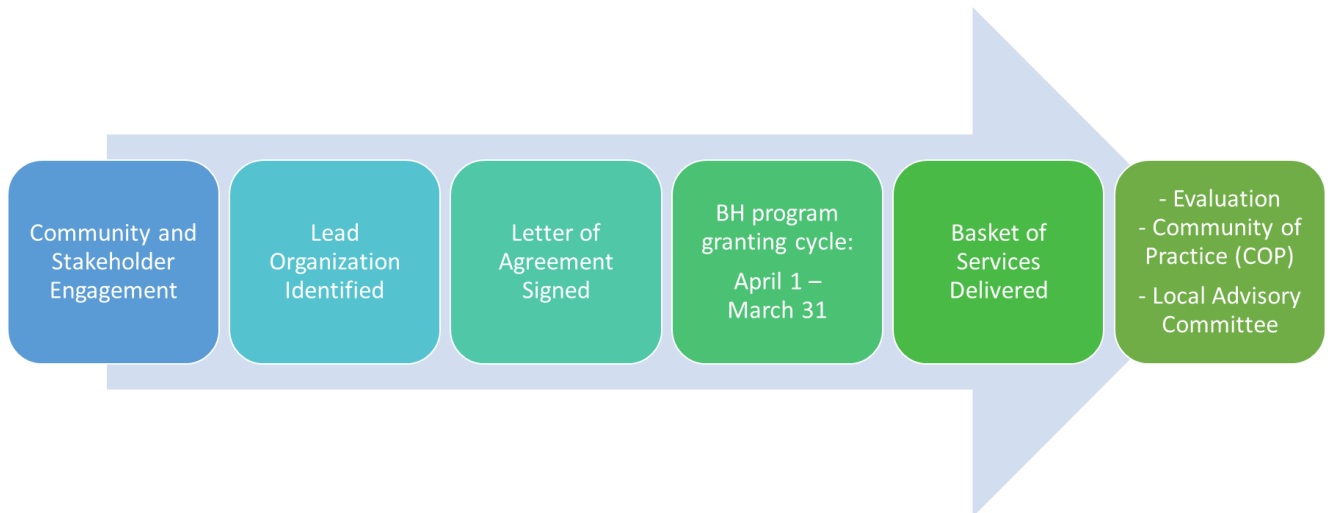 Community and
Stakeholder
Engagement
Lead
Organization
Identified
Letter of
Agreement
Signed
BH program
granting cycle:
April 1 –
March 31
Basket of
Services
Delivered
- Evaluation
- Community of
Practice (COP)
- Local Advisory
Committee